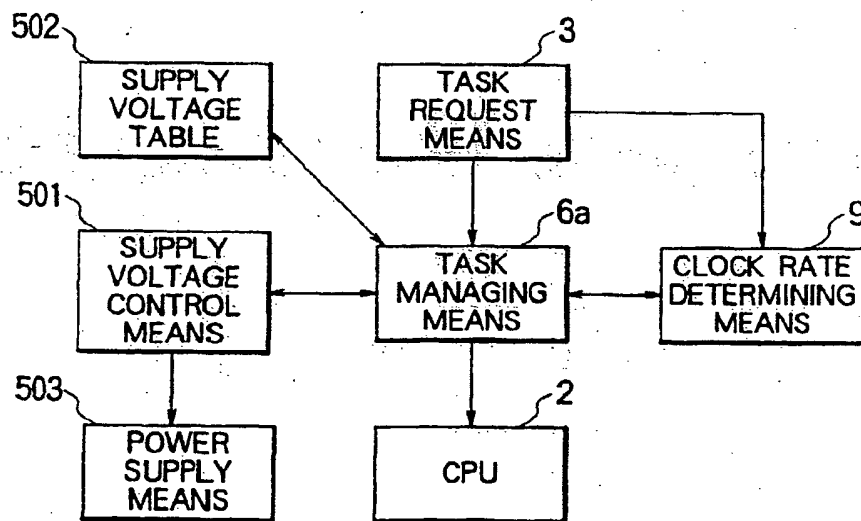 502
SUPPLY
VOLTAGE
TABLE
3
TASK
REQUEST
MEANS
501
SUPPLY
VOLTAGE
CONTROL
MEANS
6a
TASK
MANAGING
MEANS
9
CLOCK RATE
DETERMINING
MEANS
503
POWER
SUPPLY
MEANS
2
CPU